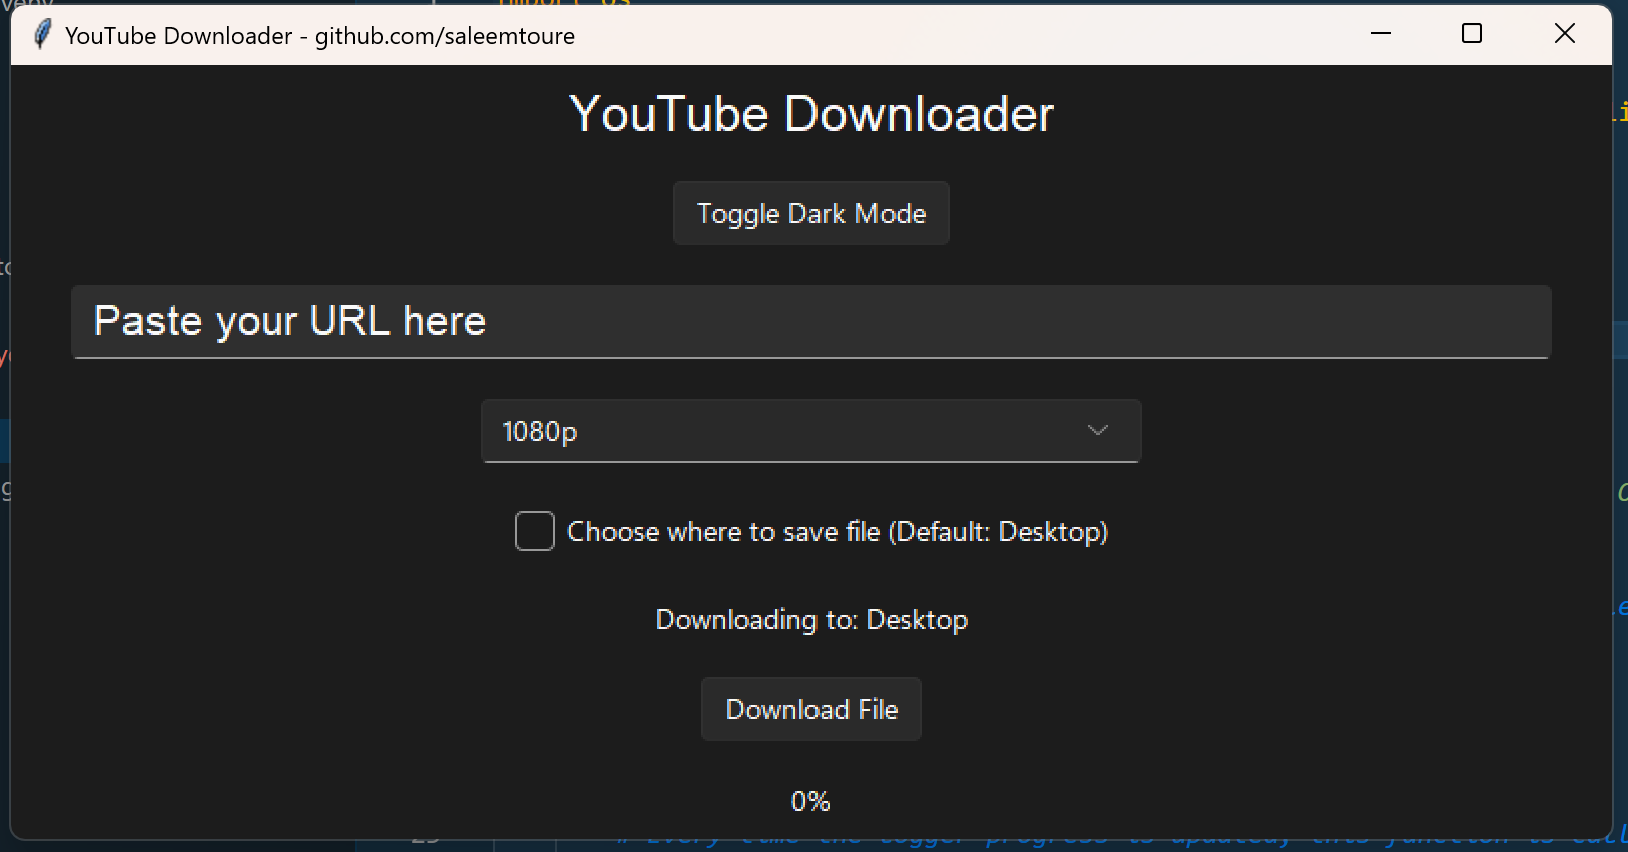 YouTube Downloader - github.com/saleemtoure
YouTube Downloader
Toggle Dark Mode
Paste your URL here
1080p
Choose where to save file (Default: Desktop)
Downloading to: Desktop
Download File
0%